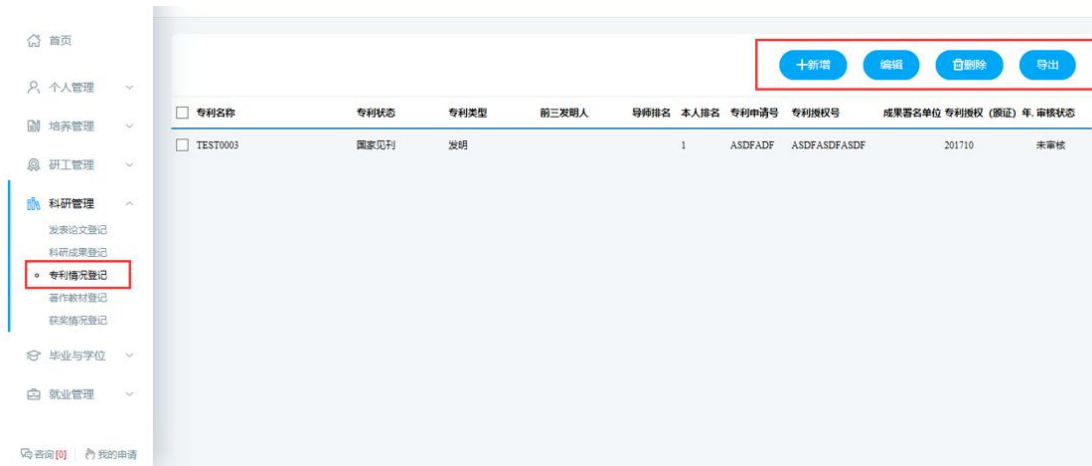 首页
个人管理
培养管理
研工管理
科研管理
发表论文登记
科研成果登记
专利情况登记
著作教材登记
获奖情况登记
毕业与学位
就业管理
咨询[0] 我的申请
+新增 编辑 删除 导出
专利名称 专利状态 专利类型 前三发明人 导师排名 本人排名 专利申请号 专利授权号 成果署名单位 专利授权 (颁证) 年, 审核状态
TEST0003 国家见刊 发明 1 ASDFADF ASDFASDFASDF 201710 未审核